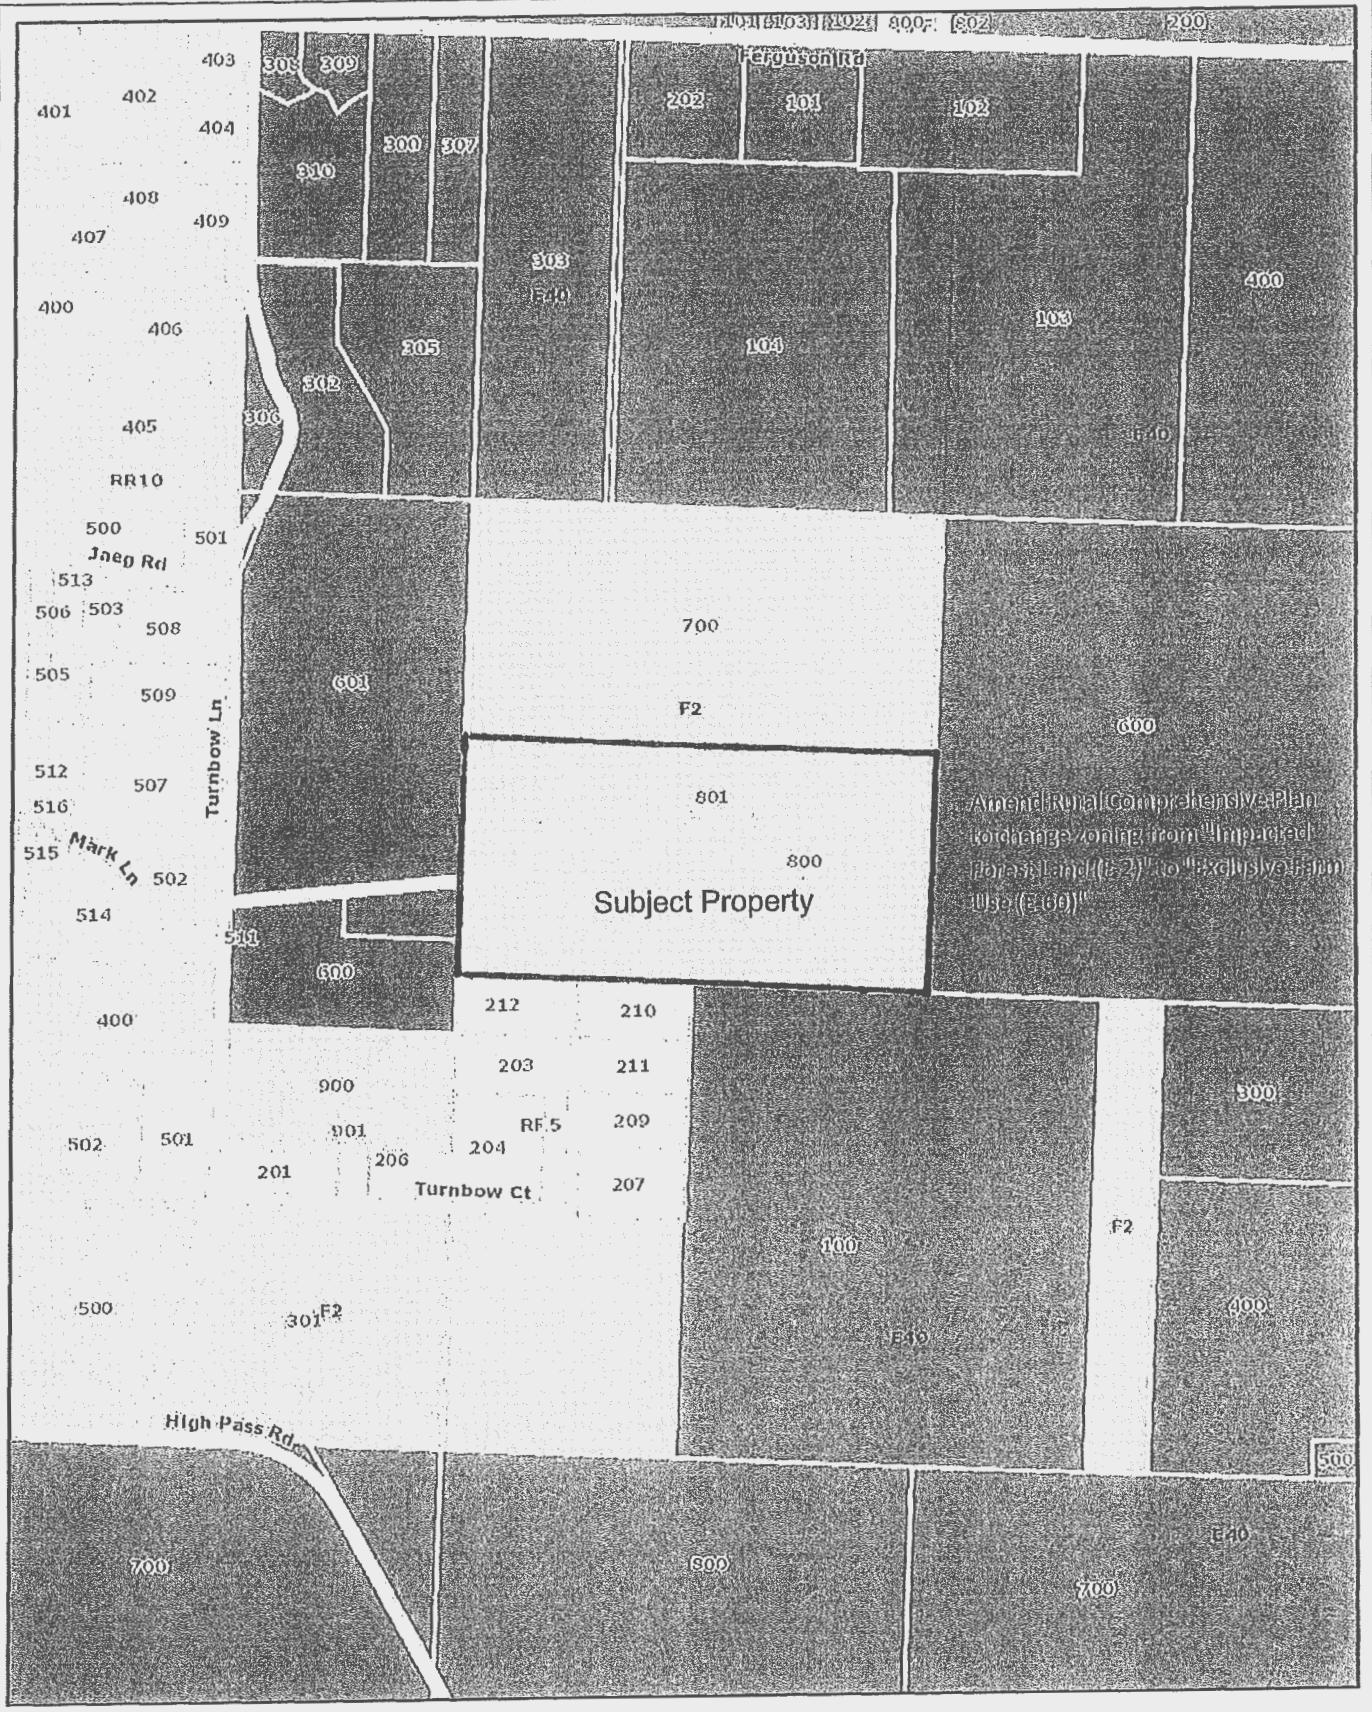 101 103 102 800 802 200
Ferguson Rd
403 308 309
401 402 404
202 101 102
310 300 307
408 409
407
303
E40
400
400 406
305
104
103
302
306
405
E40
RR10
500 501
Jaeg Rd
513
506 503 508
601
700
505 509
F2
600
Turnbow Ln
512 507
516
801
Amend Rural Comprehensive Plan
to change zoning from "Impacted
Forest Land (F-2)" to "Exclusive Farm
Use (E-60)"
Mark Ln
515 502
800
Subject Property
514
511
600
400
212 210
203 211
900
901
RR5 209
502 501
204
201 206
Turnbow Ct
207
F2
100
300
500
301 F2
400
E40
High Pass Rd
500
700
800
E40
700